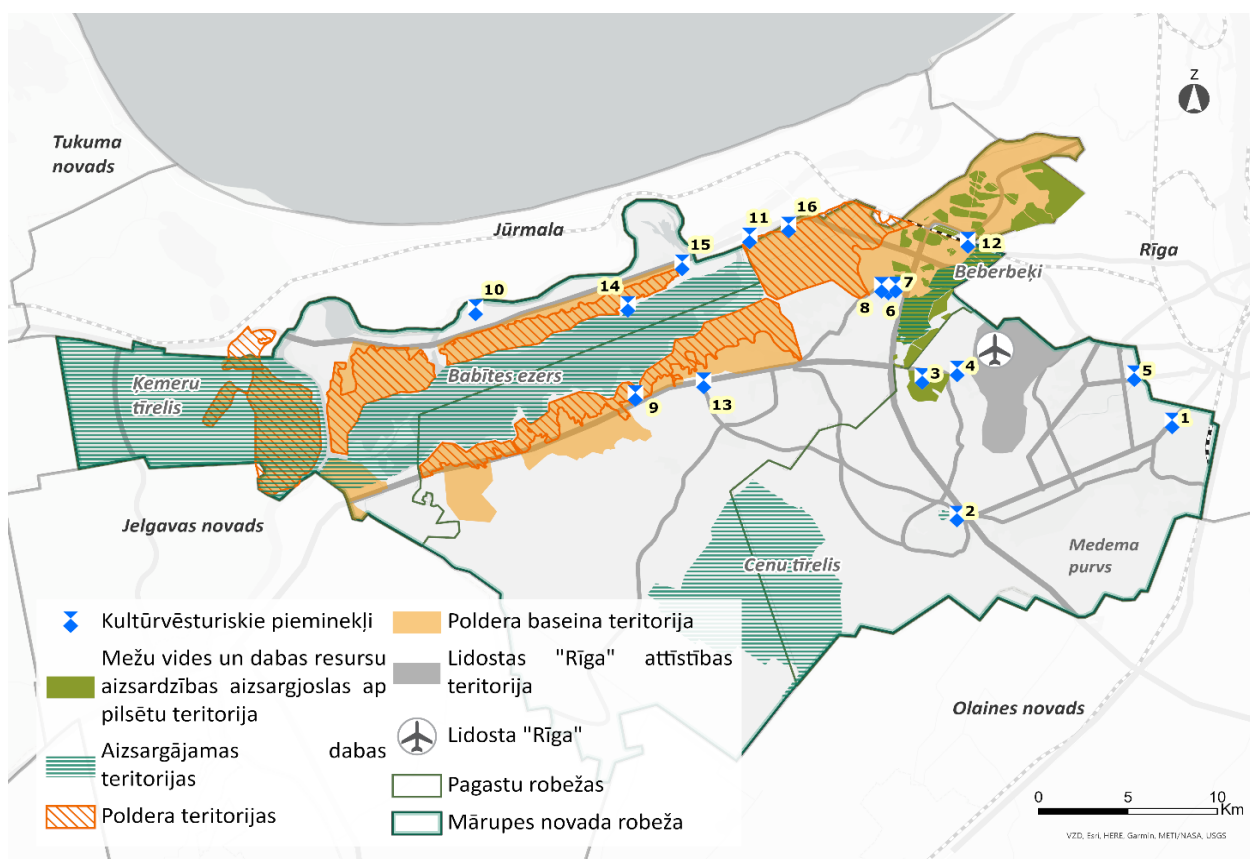 Z
Tukuma
novads
Jūrmala
Rīga
11
16
15
12
Beberbeķi
10
14
7
8
6
Ķemeru
tīrelis
Babītes ezers
3
4
5
9
13
1
2
Jelgavas novads
Cenu tīrelis
Medema
purvs
Olaines novads
Kultūrvēsturiskie pieminekļi
Mežu vides un dabas resursu
aizsardzības aizsargjoslas ap
pilsētu teritorija
Aizsargājamas dabas
teritorijas
Poldera teritorijas
Poldera baseina teritorija
Lidostas "Rīga" attīstības
teritorija
Lidosta "Rīga"
Pagastu robežas
Mārupes novada robeža
0 5 10
Km
VZD, Esri, HERE, Garmin, METI/NASA, USGS